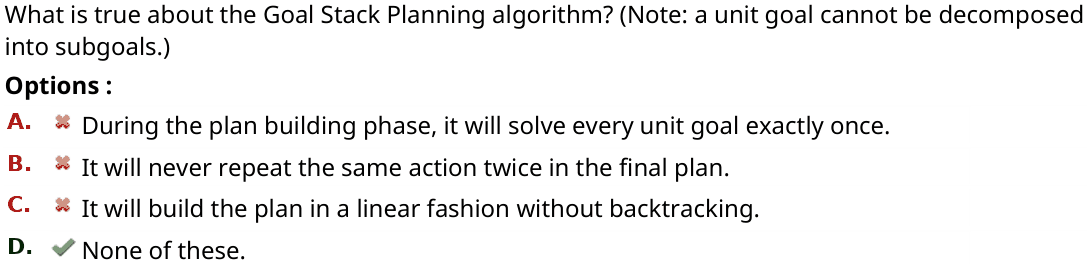 What is true about the Goal Stack Planning algorithm? (Note: a unit goal cannot be decomposed
into subgoals.)
Options :
A. During the plan building phase, it will solve every unit goal exactly once.
B. It will never repeat the same action twice in the final plan.
C. It will build the plan in a linear fashion without backtracking.
D. None of these.